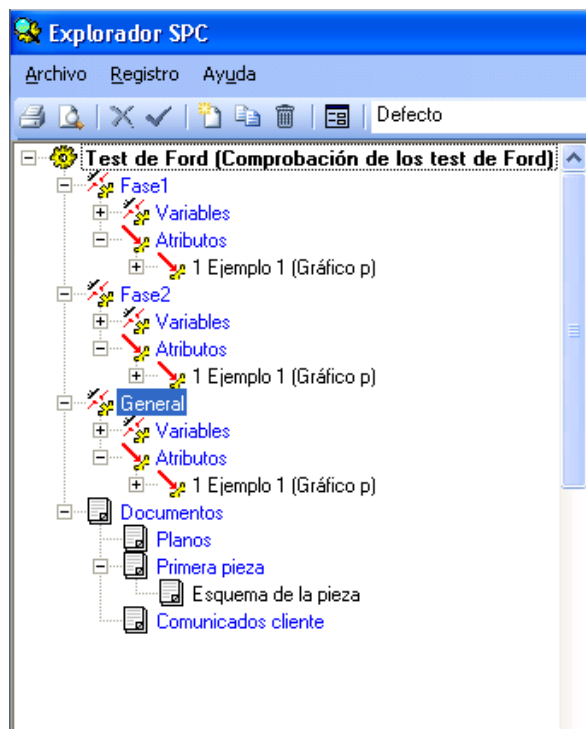 Explorador SPC
Archivo Registro Ayuda
Defecto
Test de Ford (Comprobación de los test de Ford)
Fase1
Variables
Atributos
1 Ejemplo 1 (Gráfico p)
Fase2
Variables
Atributos
1 Ejemplo 1 (Gráfico p)
General
Variables
Atributos
1 Ejemplo 1 (Gráfico p)
Documentos
Planos
Primera pieza
Esquema de la pieza
Comunicados cliente